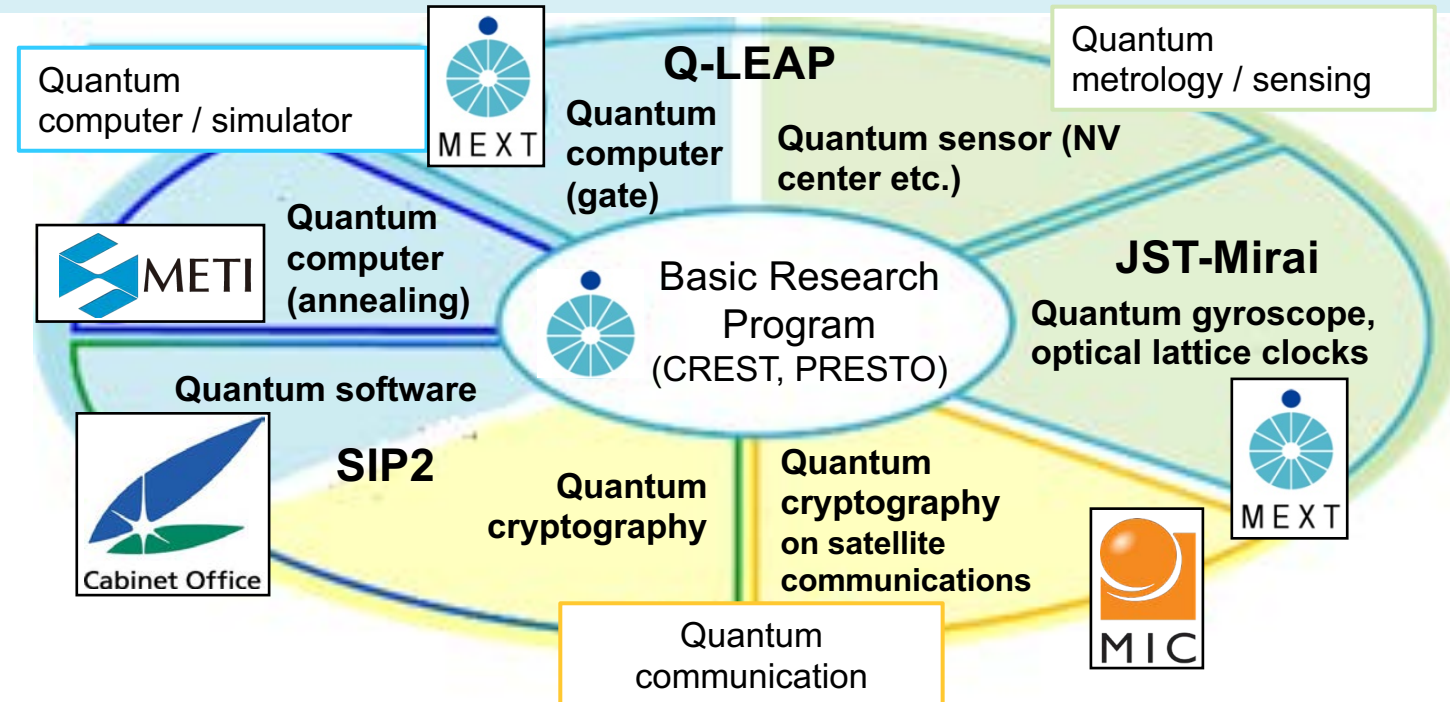 Quantum
computer / simulator
MEXT
Q-LEAP
Quantum
computer
(gate)
Quantum
metrology / sensing
Quantum sensor (NV
center etc.)
METI
Quantum
computer
(annealing)
Basic Research
Program
(CREST, PRESTO)
JST-Mirai
Quantum gyroscope,
optical lattice clocks
MEXT
Quantum software
SIP2
Cabinet Office
Quantum
cryptography
Quantum
cryptography
on satellite
communications
MIC
Quantum
communication